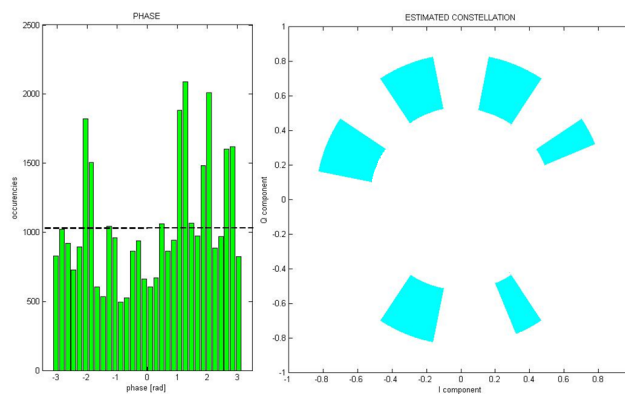 PHASE
2500
2000
1500
1000
500
0
-3 -2 -1 0 1 2 3
phase [rad]
occurencies
ESTIMATED CONSTELLATION
1
0.8
0.6
0.4
0.2
0
-0.2
-0.4
-0.6
-0.8
-1
-1 -0.8 -0.6 -0.4 -0.2 0 0.2 0.4 0.6 0.8
I component
Q component